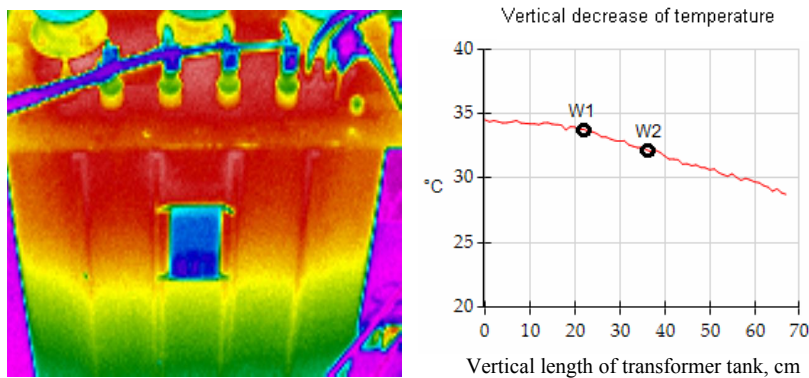 Vertical decrease of temperature
40
35
W1
W2
30
°C
25
20
0 10 20 30 40 50 60 70
Vertical length of transformer tank, cm